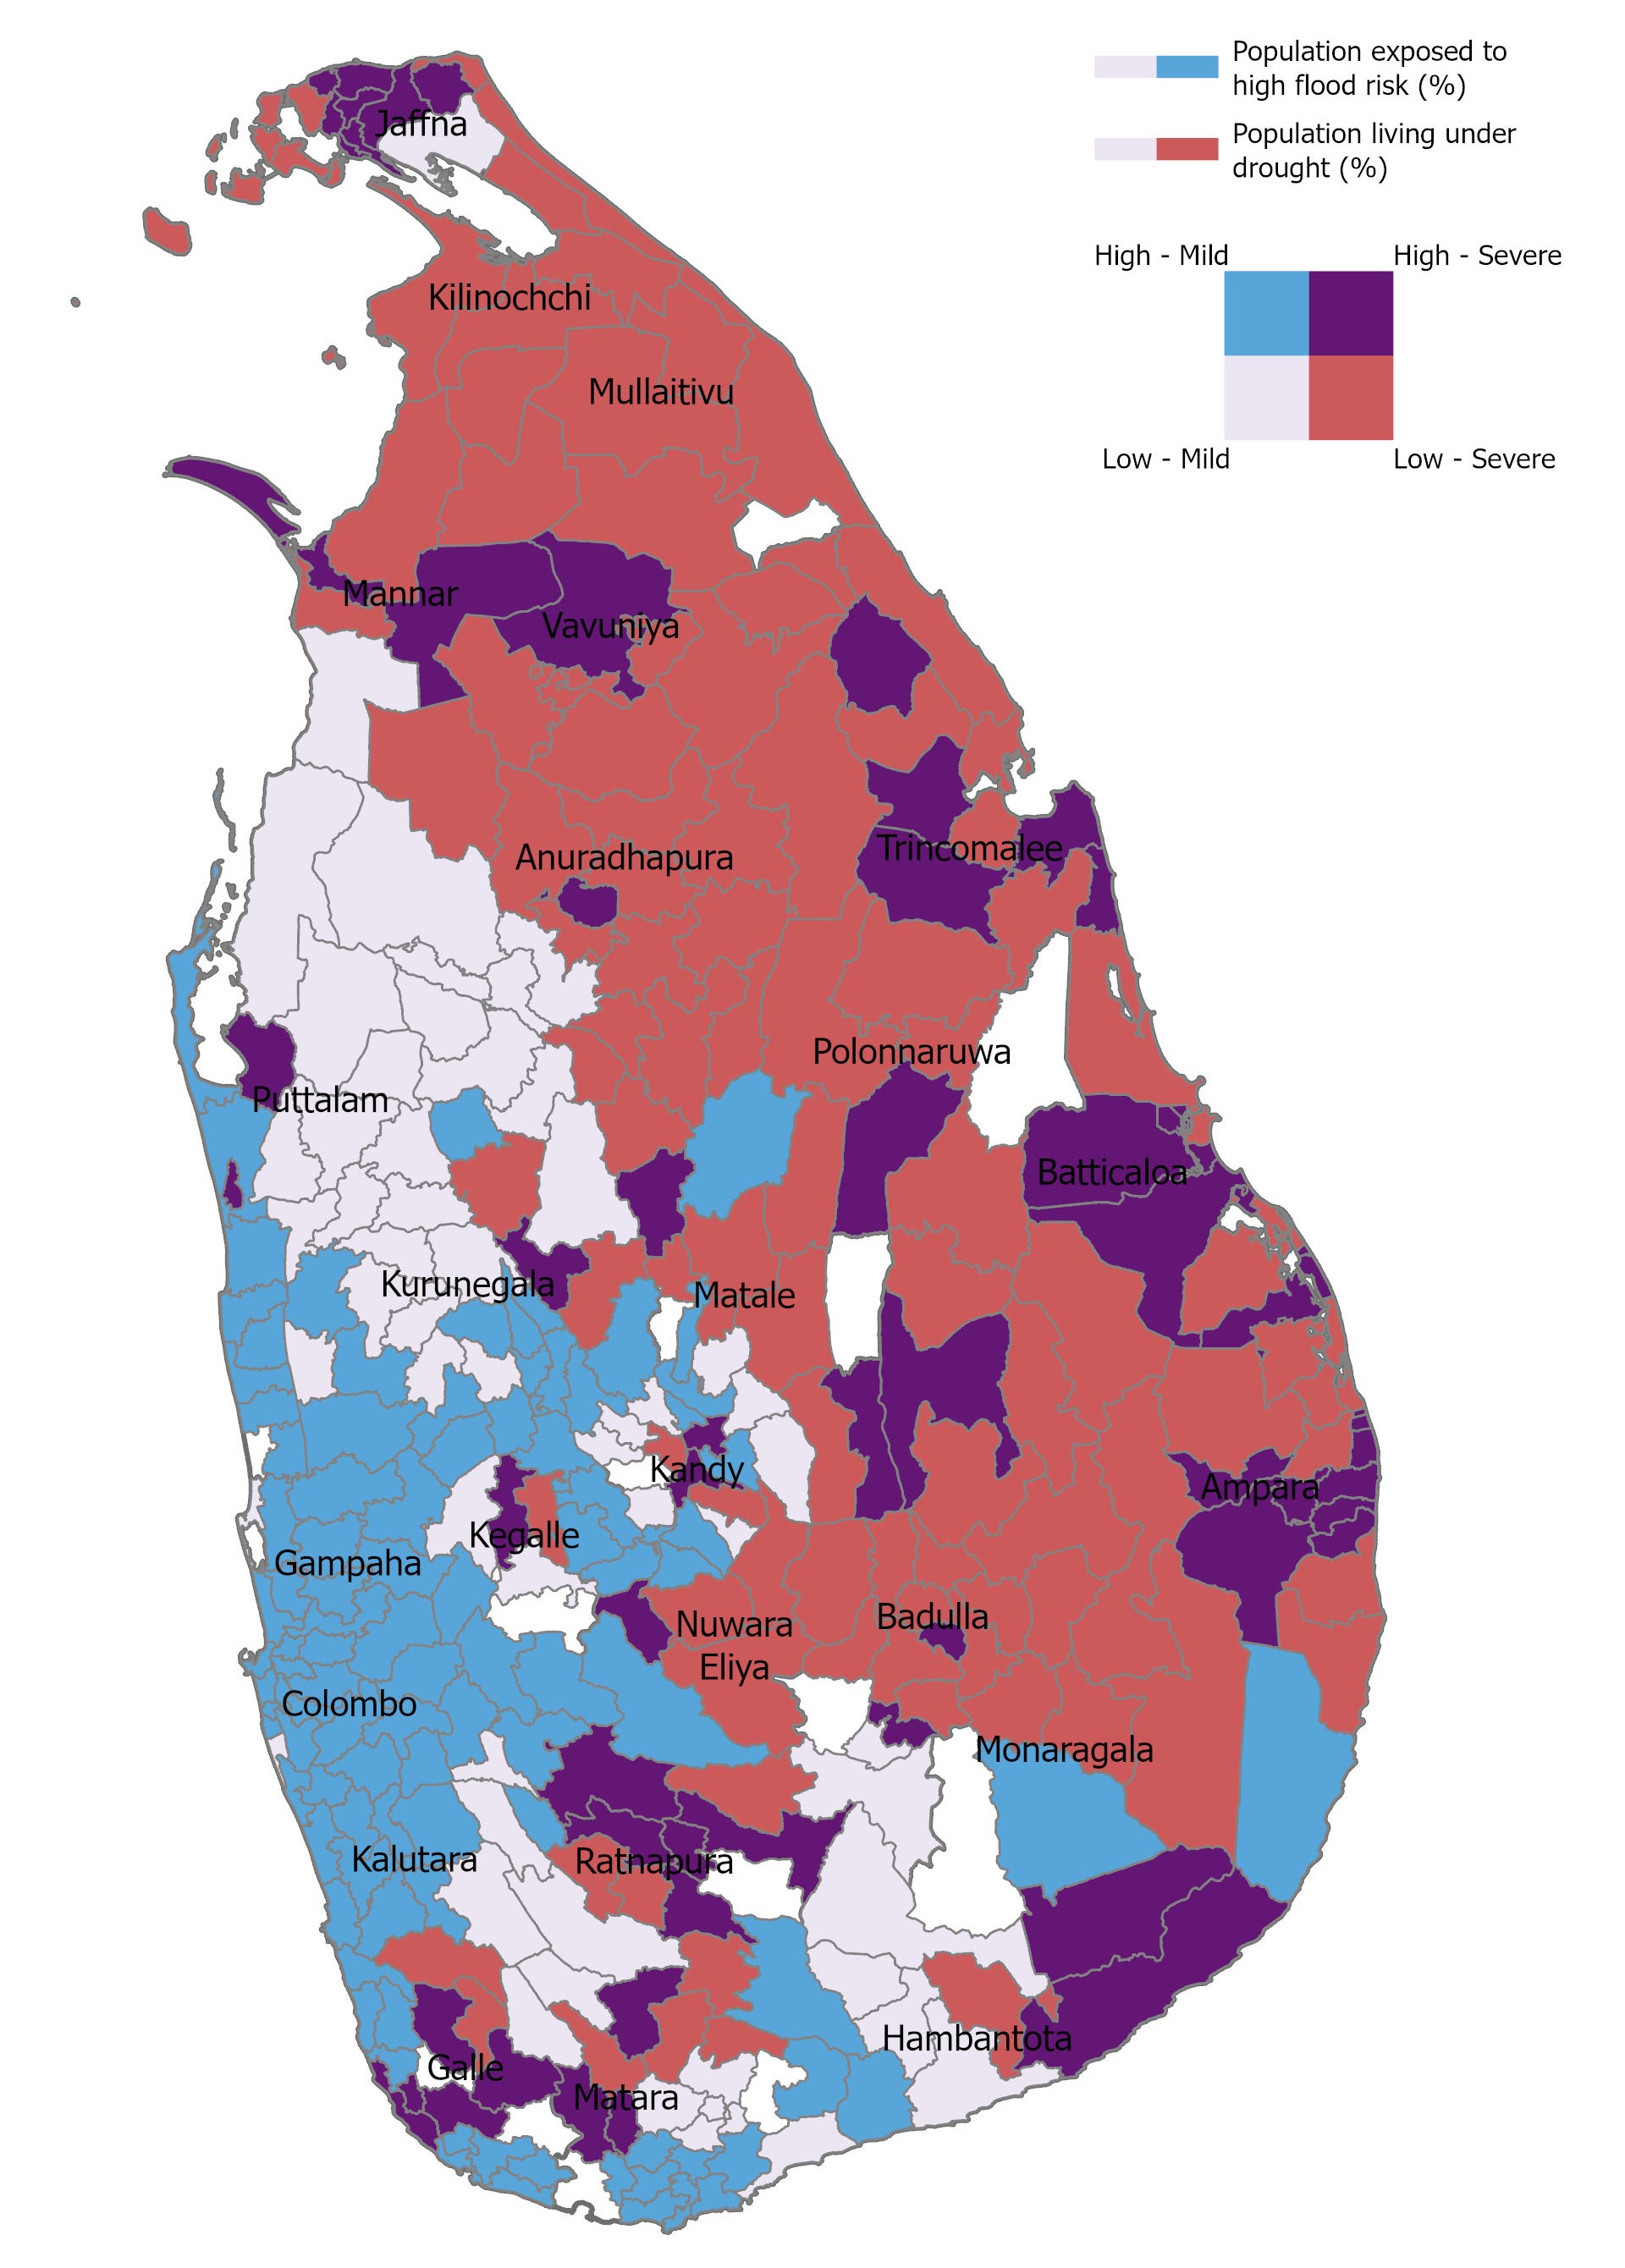 Population exposed to
high flood risk (%)
Population living under
drought (%)
High - Mild
High - Severe
Low - Mild
Low - Severe
Jaffna
Kilinochchi
Mullaitivu
Mannar
Vavuniya
Trincomalee
Anuradhapura
Polonnaruwa
Puttalam
Batticaloa
Kurunegala
Matale
Kandy
Ampara
Kegalle
Gampaha
Badulla
Nuwara
Eliya
Colombo
Monaragala
Kalutara
Ratnapura
Hambantota
Galle
Matara